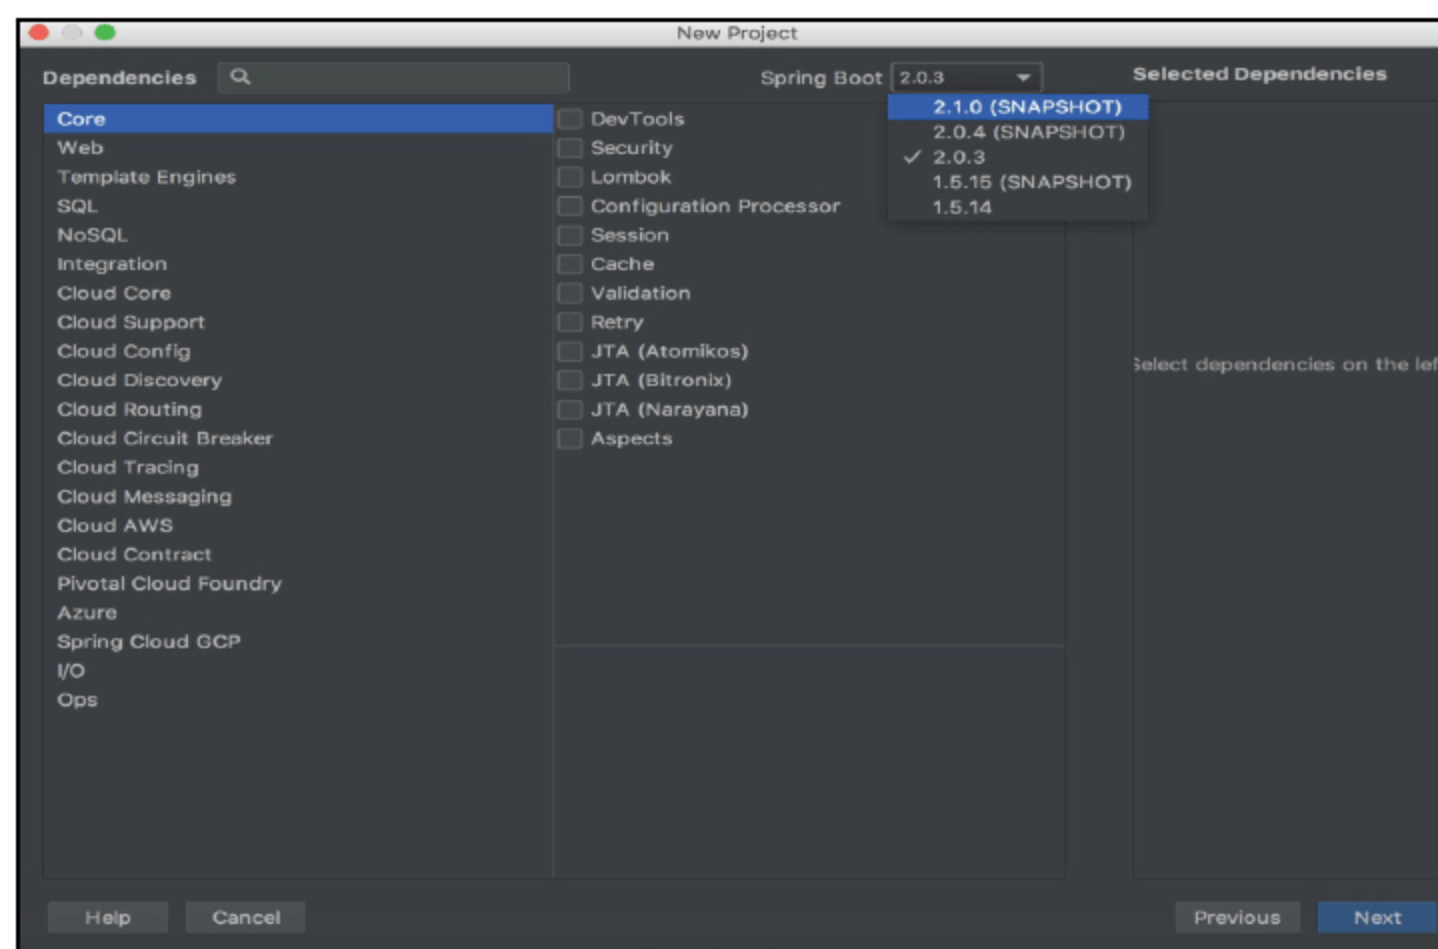 New Project
Dependencies
Spring Boot 2.0.3
Selected Dependencies
Core
Web
Template Engines
SQL
NoSQL
Integration
Cloud Core
Cloud Support
Cloud Config
Cloud Discovery
Cloud Routing
Cloud Circuit Breaker
Cloud Tracing
Cloud Messaging
Cloud AWS
Cloud Contract
Pivotal Cloud Foundry
Azure
Spring Cloud GCP
I/O
Ops
DevTools
Security
Lombok
Configuration Processor
Session
Cache
Validation
Retry
JTA (Atomikos)
JTA (Bitronix)
JTA (Narayana)
Aspects
2.1.0 (SNAPSHOT)
2.0.4 (SNAPSHOT)
✓ 2.0.3
1.5.15 (SNAPSHOT)
1.5.14
Select dependencies on the lef
Help
Cancel
Previous
Next